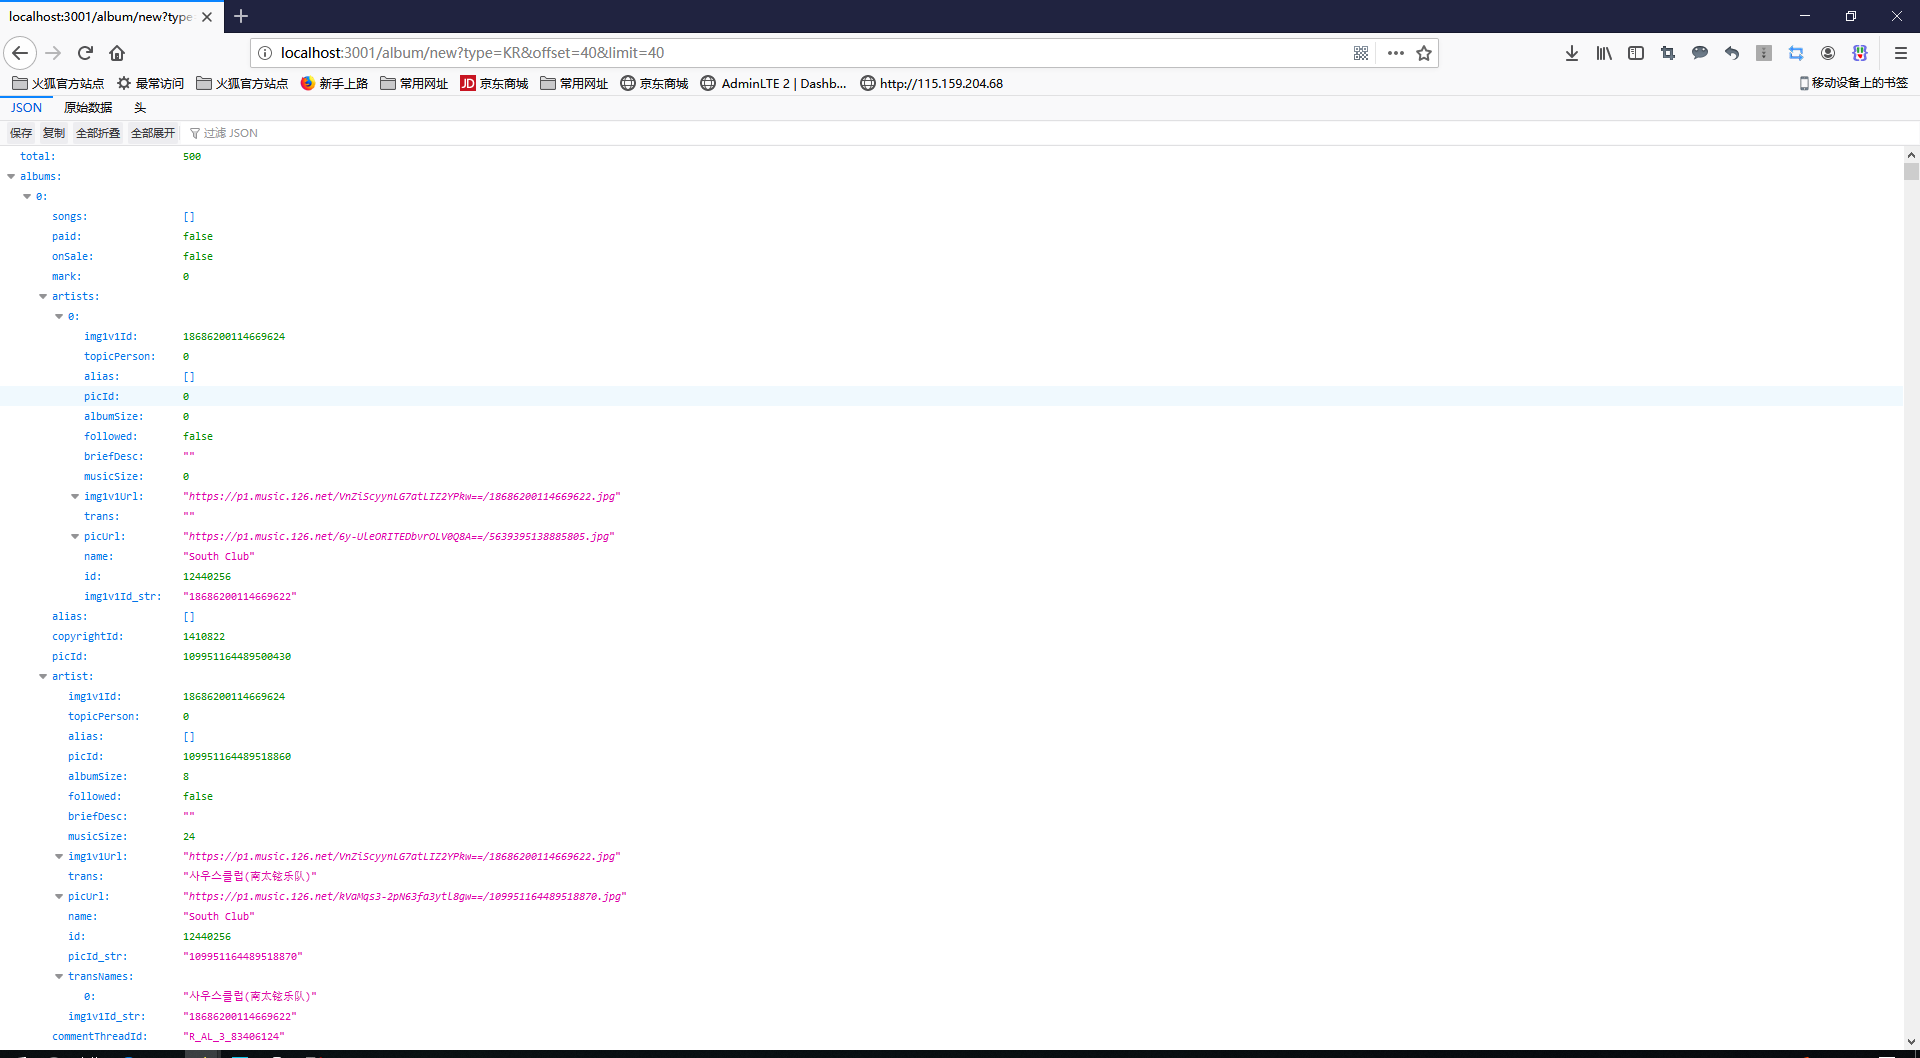 localhost:3001/album/new?type
localhost:3001/album/new?type=KR&offset=40&limit=40
火狐官方站点 最常访问 火狐官方站点 新手上路 常用网址 JD 京东商城 常用网址 京东商城 AdminLTE 2 | Dashb... http://115.159.204.68 移动设备上的书签
JSON 原始数据 头
保存 复制 全部折叠 全部展开 过滤 JSON
total: 500
albums:
0:
songs: []
paid: false
onSale: false
mark: 0
artists:
0:
img1v1Id: 18686200114669624
topicPerson: 0
alias: []
picId: 0
albumSize: 0
followed: false
briefDesc: ""
musicSize: 0
img1v1Url: "https://p1.music.126.net/VnZiScyynLG7atLIZ2YPkw==/18686200114669622.jpg"
trans: ""
picUrl: "https://p1.music.126.net/6y-UleORITEDbvrOLV0Q8A==/5639395138885805.jpg"
name: "South Club"
id: 12440256
img1v1Id_str: "18686200114669622"
alias: []
copyrightId: 1410822
picId: 109951164489500430
artist:
img1v1Id: 18686200114669624
topicPerson: 0
alias: []
picId: 109951164489518860
albumSize: 8
followed: false
briefDesc: ""
musicSize: 24
img1v1Url: "https://p1.music.126.net/VnZiScyynLG7atLIZ2YPkw==/18686200114669622.jpg"
trans: "사우스클럽(南太铉乐队)"
picUrl: "https://p1.music.126.net/kVaMqs3-2pN63fa3ytl8gw==/109951164489518870.jpg"
name: "South Club"
id: 12440256
picId_str: "109951164489518870"
transNames:
0: "사우스클럽(南太铉乐队)"
img1v1Id_str: "18686200114669622"
commentThreadId: "R_AL_3_83406124"